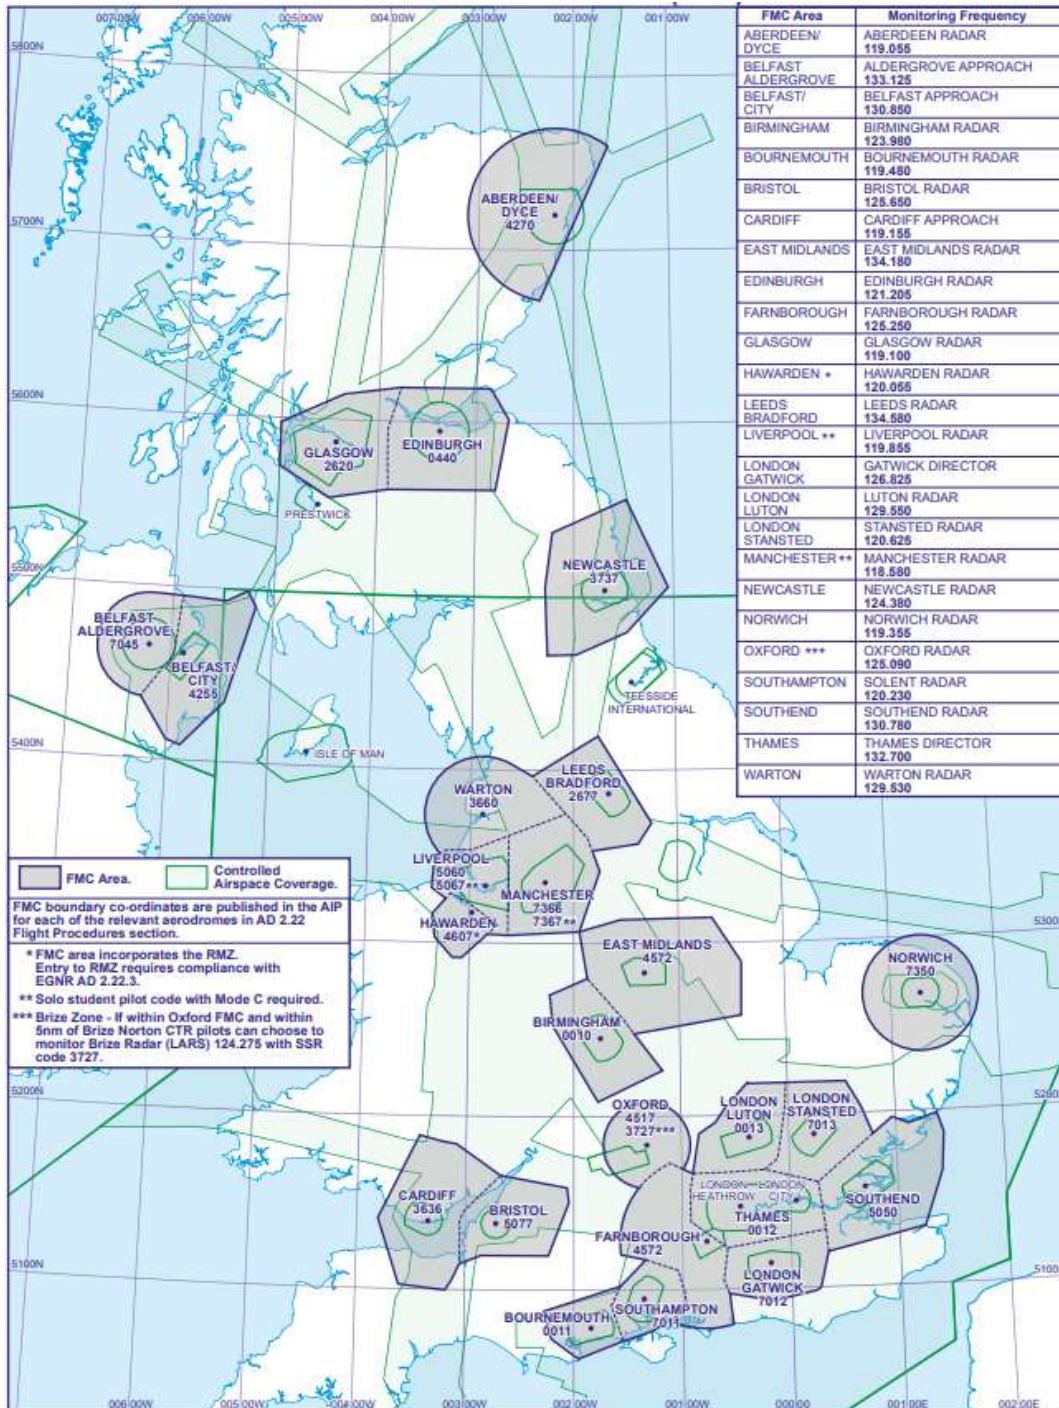 007 00W
006 00W
005 00W
004 00W
003 00W
002 00W
001 00W
5800N
5700N
5600N
5500N
5400N
5300N
5200N
5100N
ABERDEEN/
DYCE
4270
GLASGOW
2620
EDINBURGH
0440
PRESTWICK
NEWCASTLE
3737
BELFAST
ALDERGROVE
7045
BELFAST/
CITY
4255
TEESSIDE
INTERNATIONAL
ISLE OF MAN
LEEDS
BRADFORD
2677
WARTON
3660
LIVERPOOL
5060
5067**
MANCHESTER
7366
7367**
HAWARDEN
4607*
EAST MIDLANDS
4572
NORWICH
7350
BIRMINGHAM
0010
OXFORD
4517
3727***
LONDON
LUTON
0013
LONDON
STANSTED
7013
CARDIFF
3636
BRISTOL
5077
LONDON
HEATHROW
LONDON
CITY
THAMES
0012
SOUTHEND
5050
FARNBOROUGH
4572
LONDON
GATWICK
7012
SOUTHAMPTON
7011
BOURNEMOUTH
0011
5300
5200
5100
006 00W
005 00W
004 00W
003 00W
002 00W
001 00W
000 00E
001 00E
002 00E
FMC Area Monitoring Frequency
ABERDEEN/ ABERDEEN RADAR
DYCE 119.055
BELFAST ALDERGROVE APPROACH
ALDERGROVE 133.125
BELFAST/ BELFAST APPROACH
CITY 130.850
BIRMINGHAM BIRMINGHAM RADAR
123.980
BOURNEMOUTH BOURNEMOUTH RADAR
119.480
BRISTOL BRISTOL RADAR
125.650
CARDIFF CARDIFF APPROACH
119.155
EAST MIDLANDS EAST MIDLANDS RADAR
134.180
EDINBURGH EDINBURGH RADAR
121.205
FARNBOROUGH FARNBOROUGH RADAR
125.250
GLASGOW GLASGOW RADAR
119.100
HAWARDEN * HAWARDEN RADAR
120.055
LEEDS LEEDS RADAR
BRADFORD 134.580
LIVERPOOL ** LIVERPOOL RADAR
119.855
LONDON GATWICK DIRECTOR
GATWICK 126.825
LONDON LUTON RADAR
LUTON 129.550
LONDON STANSTED RADAR
STANSTED 120.625
MANCHESTER ** MANCHESTER RADAR
118.580
NEWCASTLE NEWCASTLE RADAR
124.380
NORWICH NORWICH RADAR
119.355
OXFORD *** OXFORD RADAR
125.090
SOUTHAMPTON SOLENT RADAR
120.230
SOUTHEND SOUTHEND RADAR
130.780
THAMES THAMES DIRECTOR
132.700
WARTON WARTON RADAR
129.530
FMC Area.
Controlled
Airspace Coverage.
FMC boundary co-ordinates are published in the AIP
for each of the relevant aerodromes in AD 2.22
Flight Procedures section.
* FMC area incorporates the RMZ.
Entry to RMZ requires compliance with
EGNR AD 2.22.3.
** Solo student pilot code with Mode C required.
*** Brize Zone - If within Oxford FMC and within
5nm of Brize Norton CTR pilots can choose to
monitor Brize Radar (LARS) 124.275 with SSR
code 3727.